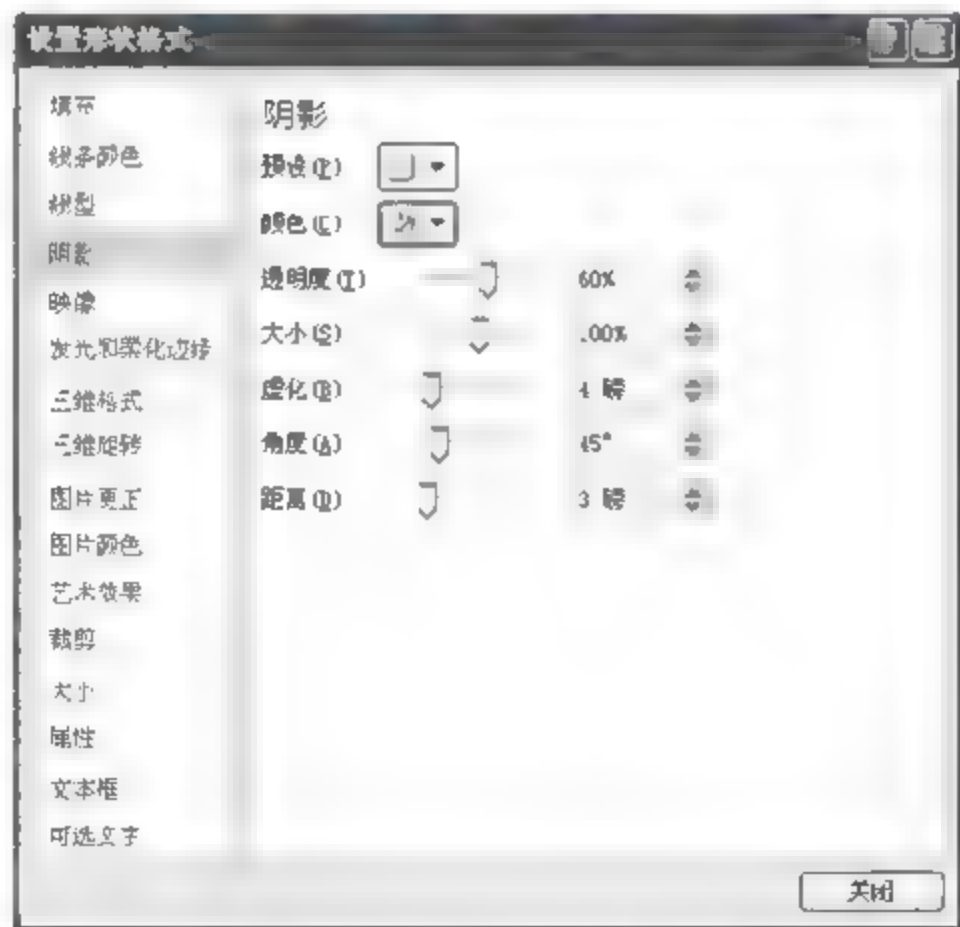 设置形状格式
填充
线条颜色
线型
阴影
映像
发光和柔化边缘
三维格式
三维旋转
图片更正
图片颜色
艺术效果
裁剪
大小
属性
文本框
可选文字
阴影
预设(P)
颜色(C)
透明度(T) 60%
大小(S) .00%
虚化(B) 4 磅
角度(A) 45°
距离(D) 3 磅
关闭